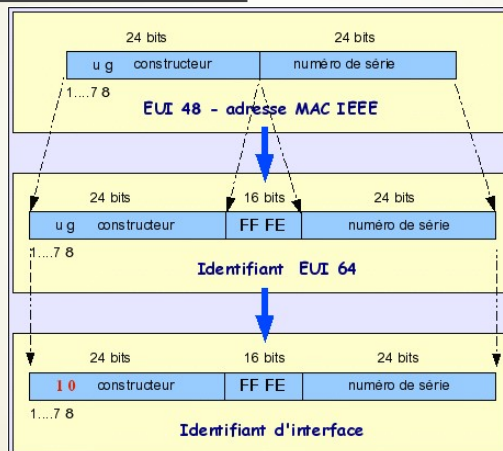 24 bits 24 bits
u g constructeur numéro de série
1....7 8
EUI 48 - adresse MAC IEEE
24 bits 16 bits 24 bits
u g constructeur FF FE numéro de série
1....7 8
Identifiant EUI 64
24 bits 16 bits 24 bits
1 0 constructeur FF FE numéro de série
1....7 8
Identifiant d'interface